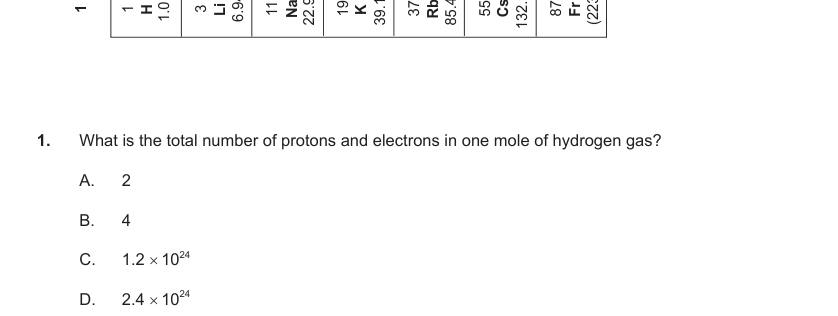 1
1
H
1.0
3
Li
6.9
11
Na
22.9
19
K
39.1
37
Rb
85.4
55
Cs
132.
87
Fr
(223
1. What is the total number of protons and electrons in one mole of hydrogen gas?
A. 2
B. 4
C. 1.2 × 10²⁴
D. 2.4 × 10²⁴